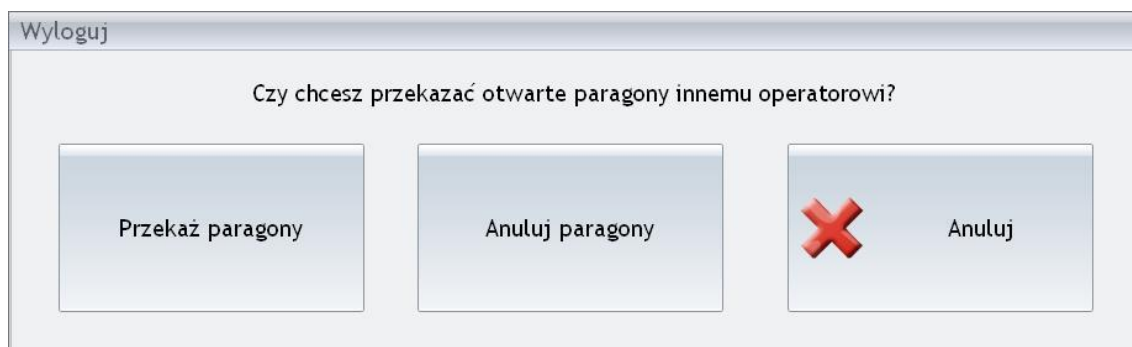 Wyloguj
Czy chcesz przekazać otwarte paragony innemu operatorowi?
Przekaż paragony
Anuluj paragony
Anuluj